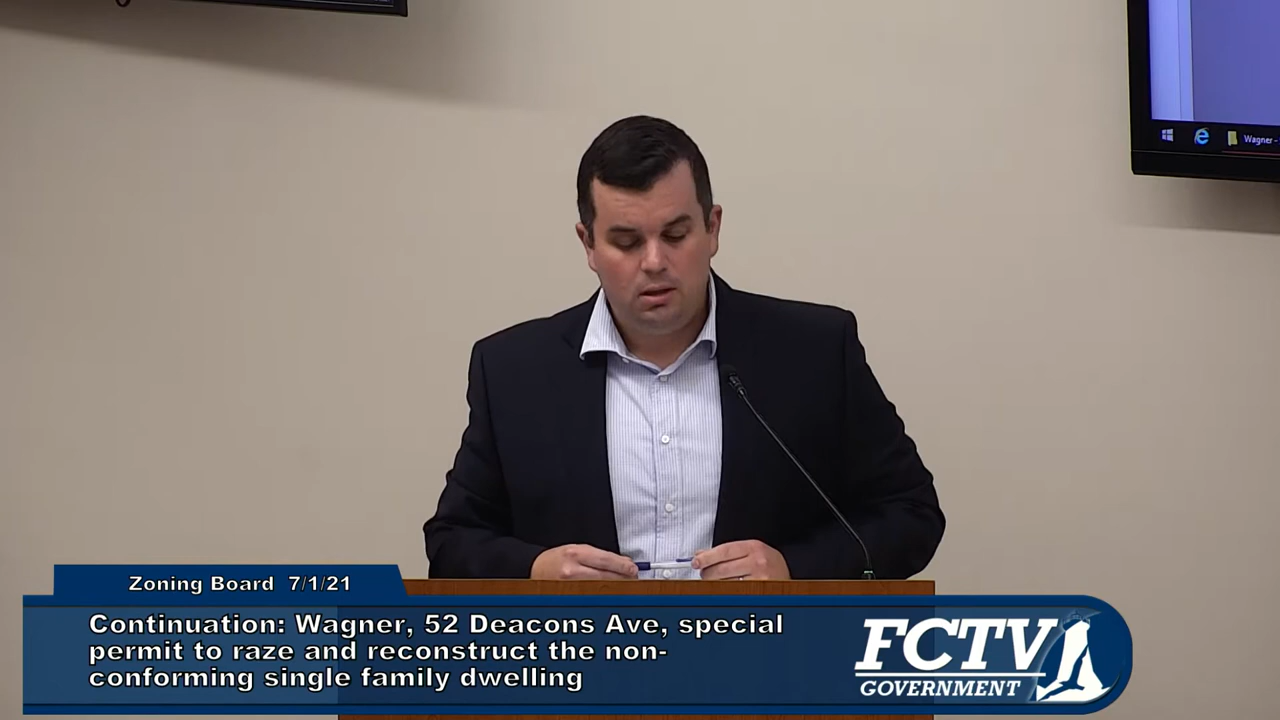 Wagner -
Zoning Board 7/1/21
Continuation: Wagner, 52 Deacons Ave, special
permit to raze and reconstruct the non-
conforming single family dwelling
FCTV
GOVERNMENT